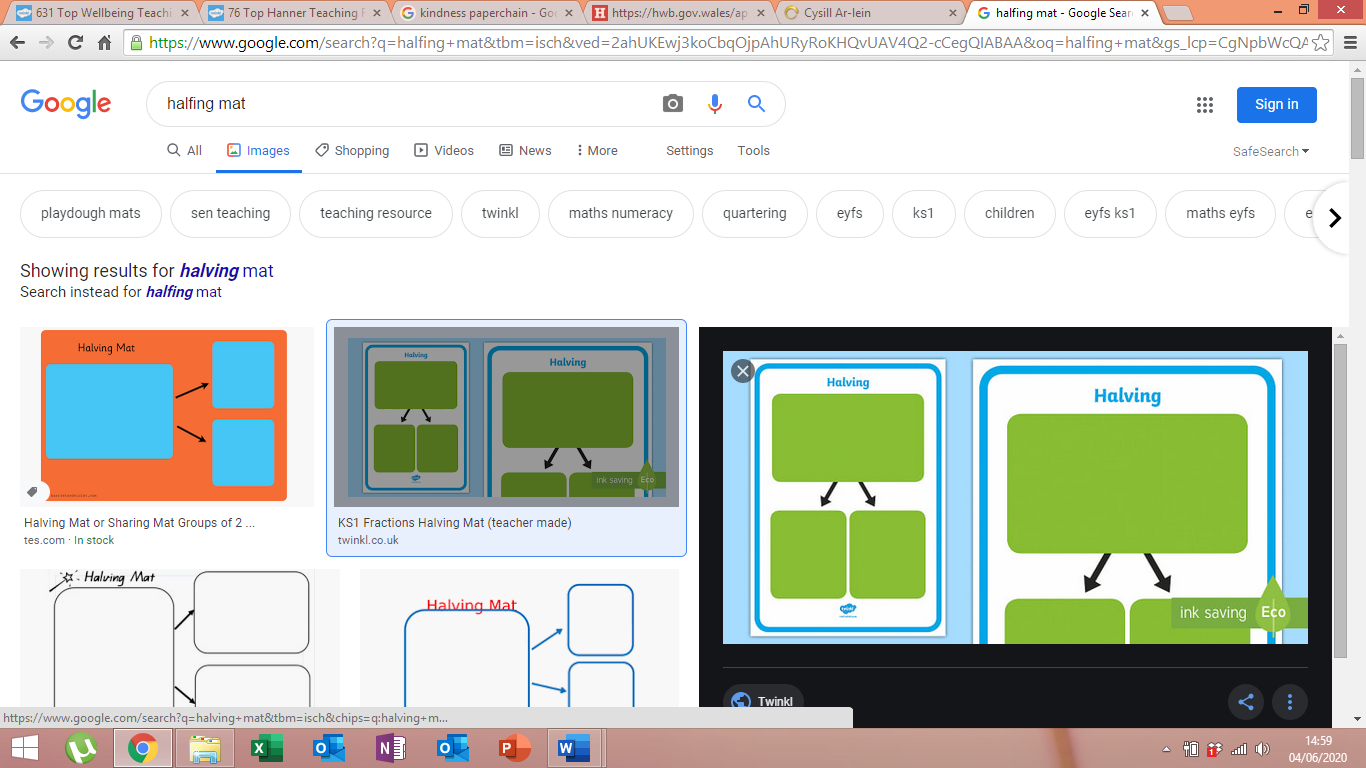 631 Top Wellbeing Teachi
76 Top Hanner Teaching R
kindness paperchain - Goo
https://hwb.gov.wales/ap
Cysill Ar-lein
halfing mat - Google Sear
https://www.google.com/search?q=halfing+mat&tbm=isch&ved=2ahUKEwj3koCbqOjpAhURyRoKHQvUAV4Q2-cCegQIABAA&oq=halfing+mat&gs_lcp=CgNpbWcQA
Google
halfing mat
Sign in
All
Images
Shopping
Videos
News
More
Settings
Tools
SafeSearch
playdough mats
sen teaching
teaching resource
twinkl
maths numeracy
quartering
eyfs
ks1
children
eyfs ks1
maths eyfs
e
Showing results for halving mat
Search instead for halfing mat
Halving Mat
Halving Mat or Sharing Mat Groups of 2 ...
tes.com · In stock
Halving
Halving
ink saving Eco
KS1 Fractions Halving Mat (teacher made)
twinkl.co.uk
Halving
Halving
twinkl
ink saving Eco
Halving Mat
Halving Mat
Twinkl
https://www.google.com/search?q=halving+mat&tbm=isch&chips=q:halving+m...
14:59
04/06/2020